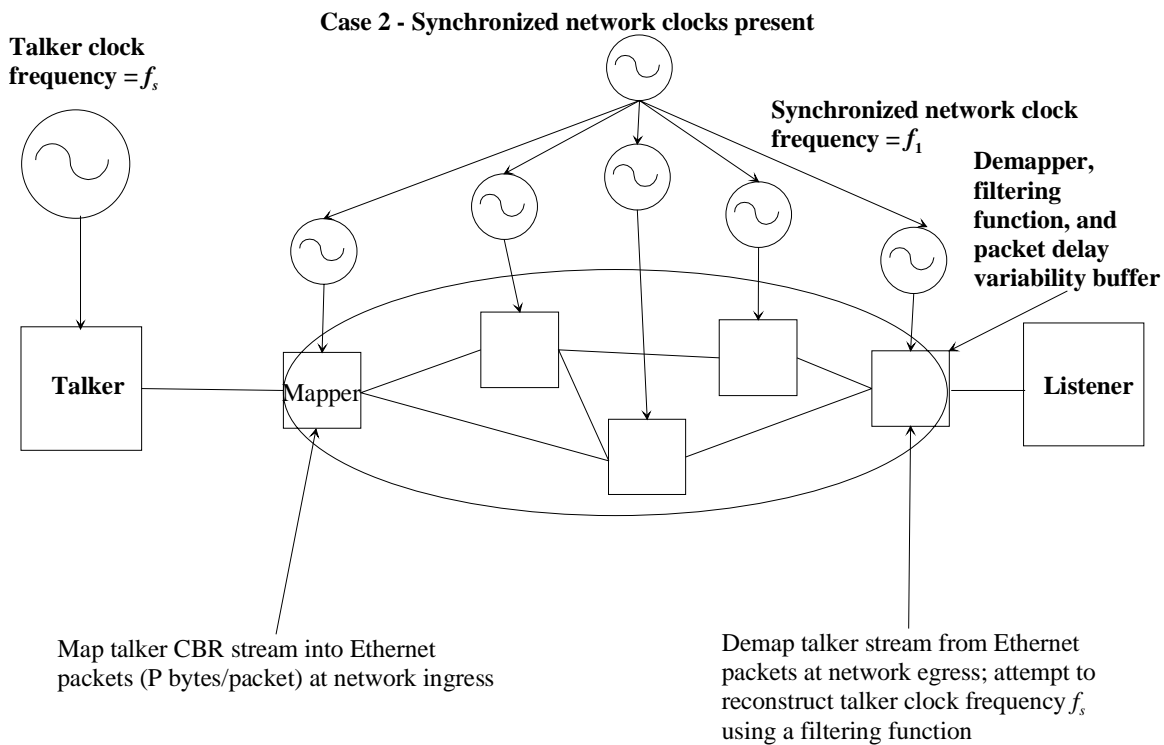 Case 2 - Synchronized network clocks present
Talker clock
frequency = fs
Synchronized network clock
frequency = f1
Demapper,
filtering
function, and
packet delay
variability buffer
Talker
Mapper
Listener
Map talker CBR stream into Ethernet
packets (P bytes/packet) at network ingress
Demap talker stream from Ethernet
packets at network egress; attempt to
reconstruct talker clock frequency fs
using a filtering function